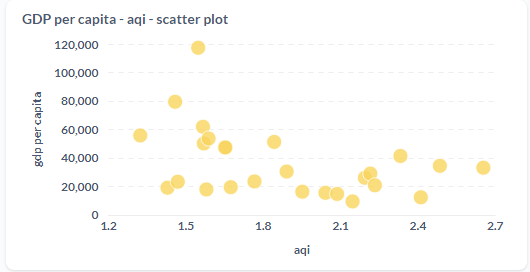 GDP per capita - aqi - scatter plot
gdp per capita
120,000
100,000
80,000
60,000
40,000
20,000
0
1.2 1.5 1.8 2.1 2.4 2.7
aqi